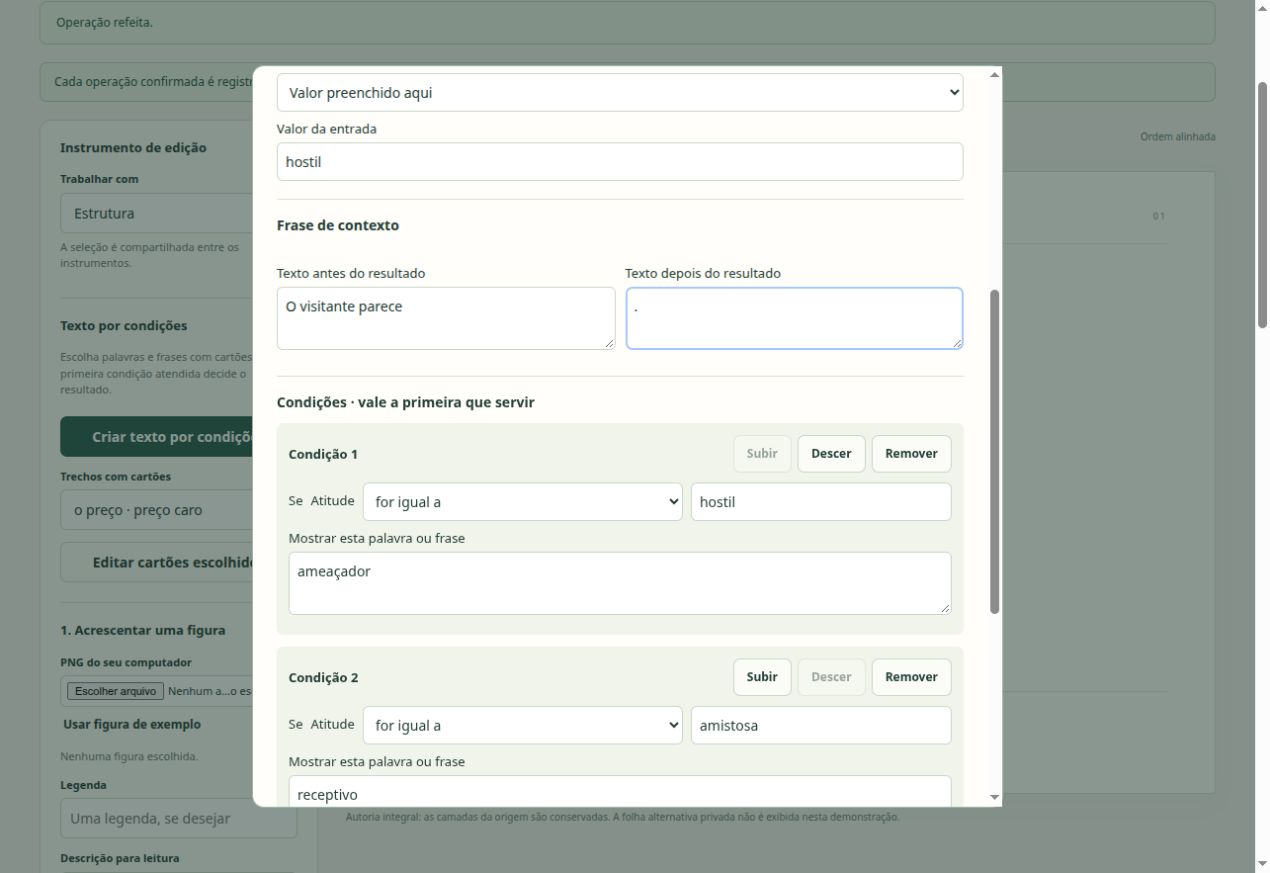 Operação refeita.
Cada operação confirmada é registr
Ordem alinhada
Instrumento de edição
Trabalhar com
Estrutura
A seleção é compartilhada entre os
instrumentos.
Texto por condições
Escolha palavras e frases com cartões
primeira condição atendida decide o
resultado.
Criar texto por condiçõ
Trechos com cartões
o preço · preço caro
Editar cartões escolhid
1. Acrescentar uma figura
PNG do seu computador
Escolher arquivo Nenhum a...o es
Usar figura de exemplo
Nenhuma figura escolhida.
Legenda
Uma legenda, se desejar
Descrição para leitura
Valor preenchido aqui
Valor da entrada
hostil
Frase de contexto
Texto antes do resultado
O visitante parece
Texto depois do resultado
.
Condições · vale a primeira que servir
Condição 1 Subir Descer Remover
Se Atitude for igual a hostil
Mostrar esta palavra ou frase
ameaçador
Condição 2 Subir Descer Remover
Se Atitude for igual a amistosa
Mostrar esta palavra ou frase
receptivo
01
Autoria integral: as camadas da origem são conservadas. A folha alternativa privada não é exibida nesta demonstração.